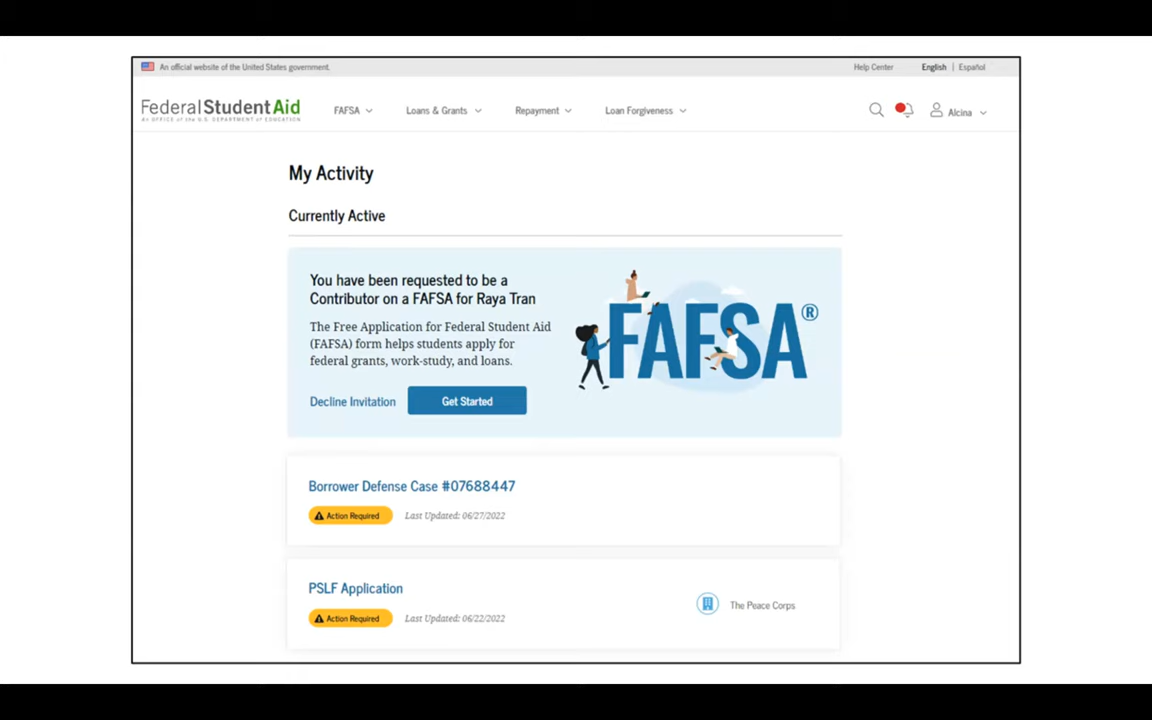 An official website of the United States government.
Help Center
English | Español
Federal Student Aid
An OFFICE of the U.S. DEPARTMENT of EDUCATION
FAFSA
Loans & Grants
Repayment
Loan Forgiveness
Alcina
My Activity
Currently Active
You have been requested to be a
Contributor on a FAFSA for Raya Tran
The Free Application for Federal Student Aid
(FAFSA) form helps students apply for
federal grants, work-study, and loans.
Decline Invitation
Get Started
FAFSA®
Borrower Defense Case #07688447
Action Required
Last Updated: 06/27/2022
PSLF Application
Action Required
Last Updated: 06/22/2022
The Peace Corps